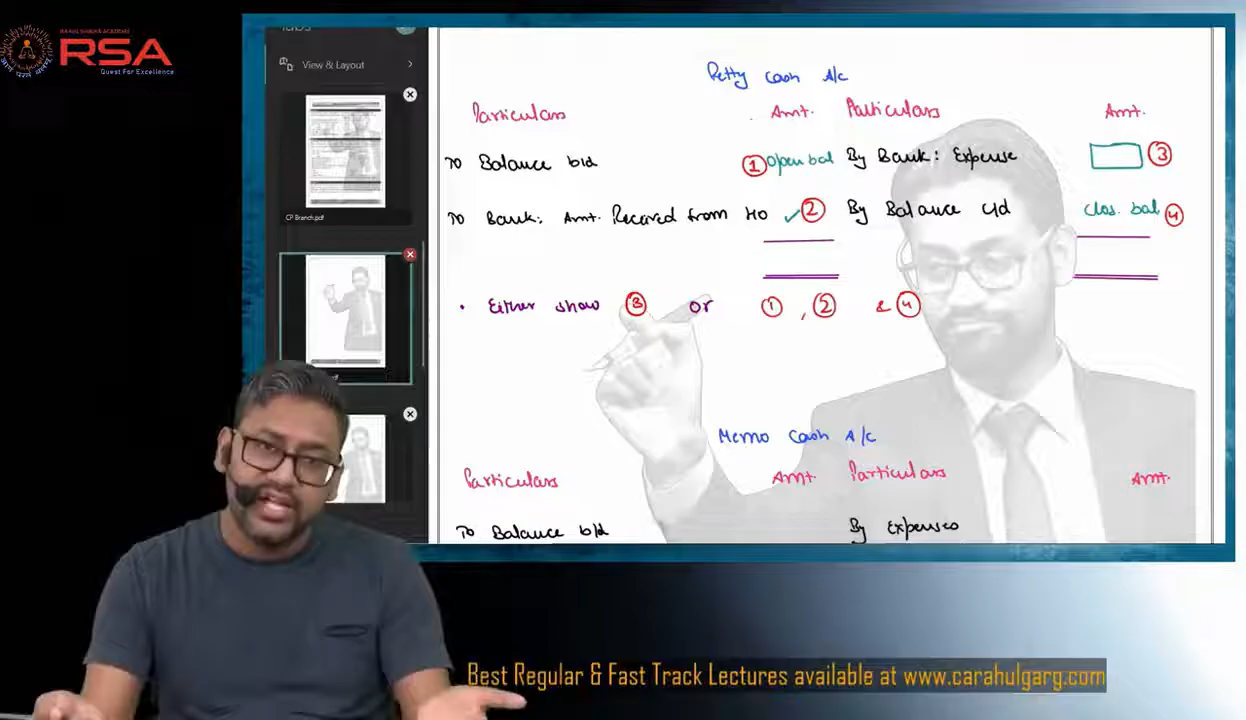 RAHUL GARG'S ACADEMY
RSA
Quest For Excellence
View & Layout
CP Branch.pdf
Petty Cash A/c
Particulars Amt. Particulars Amt.
To Balance b/d ① Open bal By Bank: Expense ③
To Bank: Amt. Received from HO ✓ ② By Balance c/d Clos. bal ④
• Either show ③ or ①, ② & ④
Memo Cash A/c
Particulars Amt. Particulars Amt.
To Balance b/d By Expenses
Best Regular & Fast Track Lectures available at www.carahulgarg.com